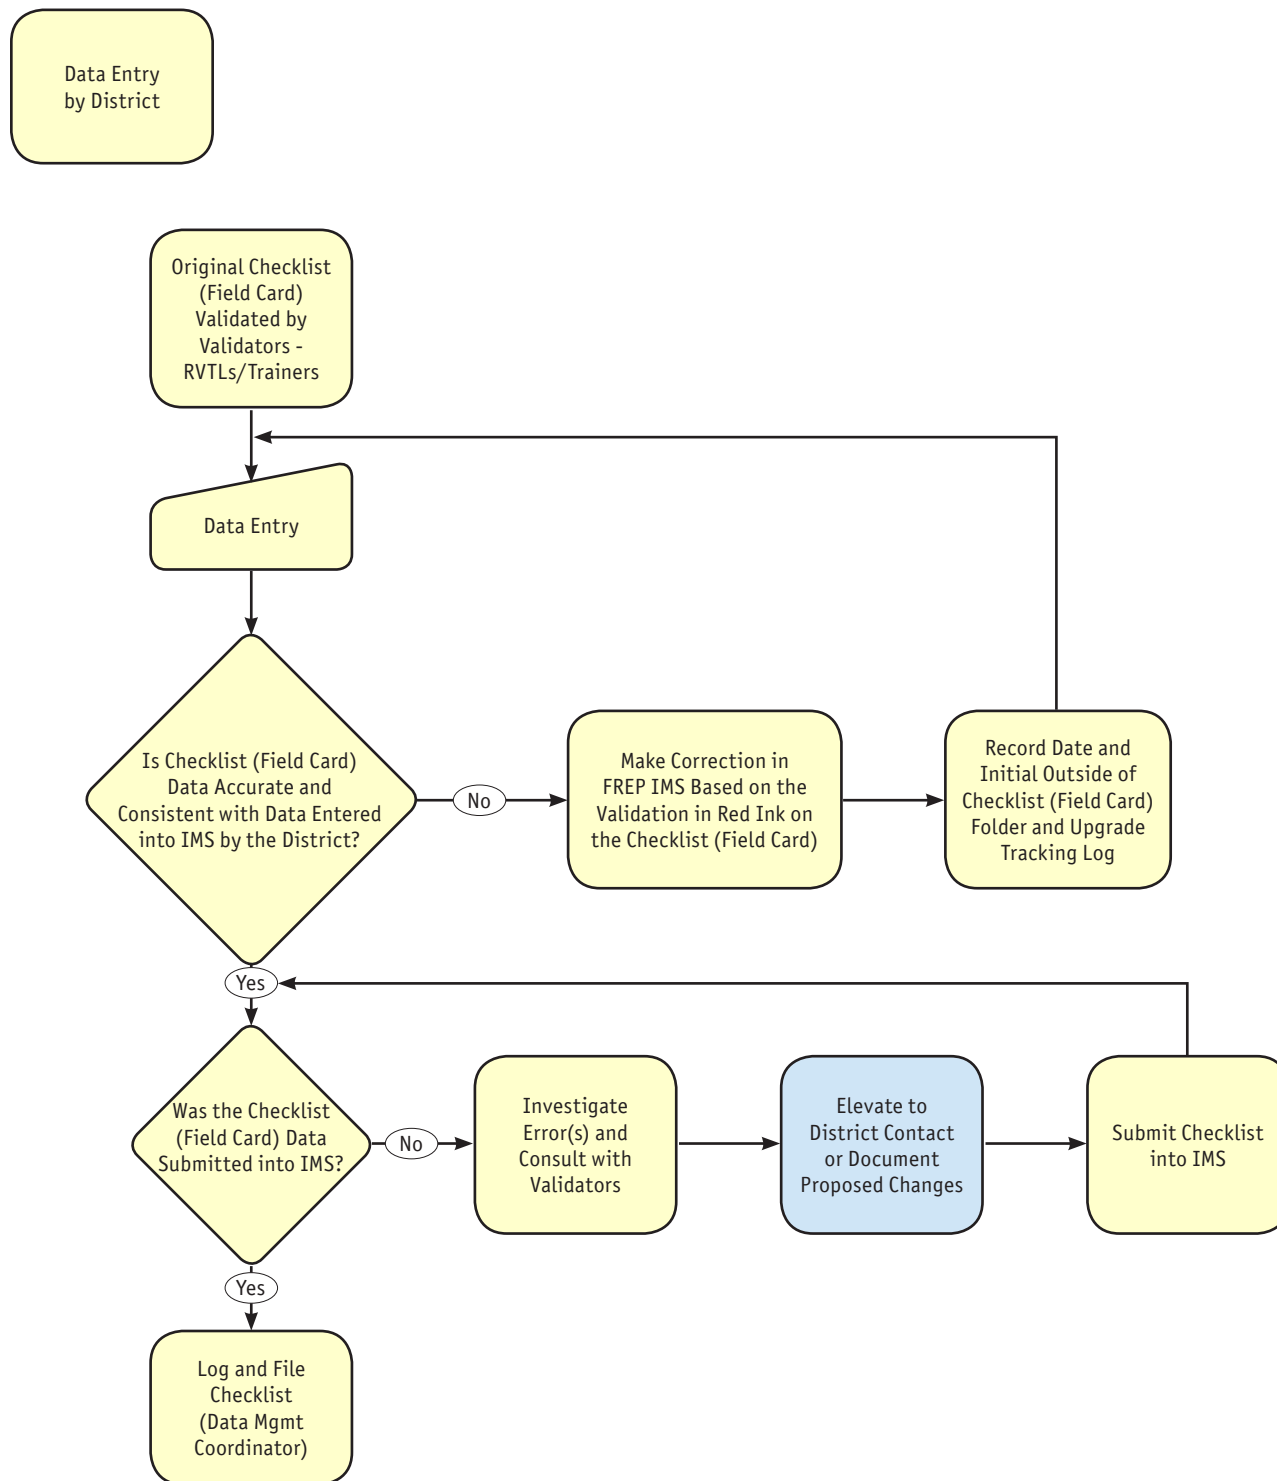 Data Entry
by District
Original Checklist
(Field Card)
Validated by
Validators -
RVTLs/Trainers
Data Entry
Is Checklist (Field Card)
Data Accurate and
Consistent with Data Entered
into IMS by the District?
No
Make Correction in
FREP IMS Based on the
Validation in Red Ink on
the Checklist (Field Card)
Record Date and
Initial Outside of
Checklist (Field Card)
Folder and Upgrade
Tracking Log
Yes
Was the Checklist
(Field Card) Data
Submitted into IMS?
No
Investigate
Error(s) and
Consult with
Validators
Elevate to
District Contact
or Document
Proposed Changes
Submit Checklist
into IMS
Yes
Log and File
Checklist
(Data Mgmt
Coordinator)